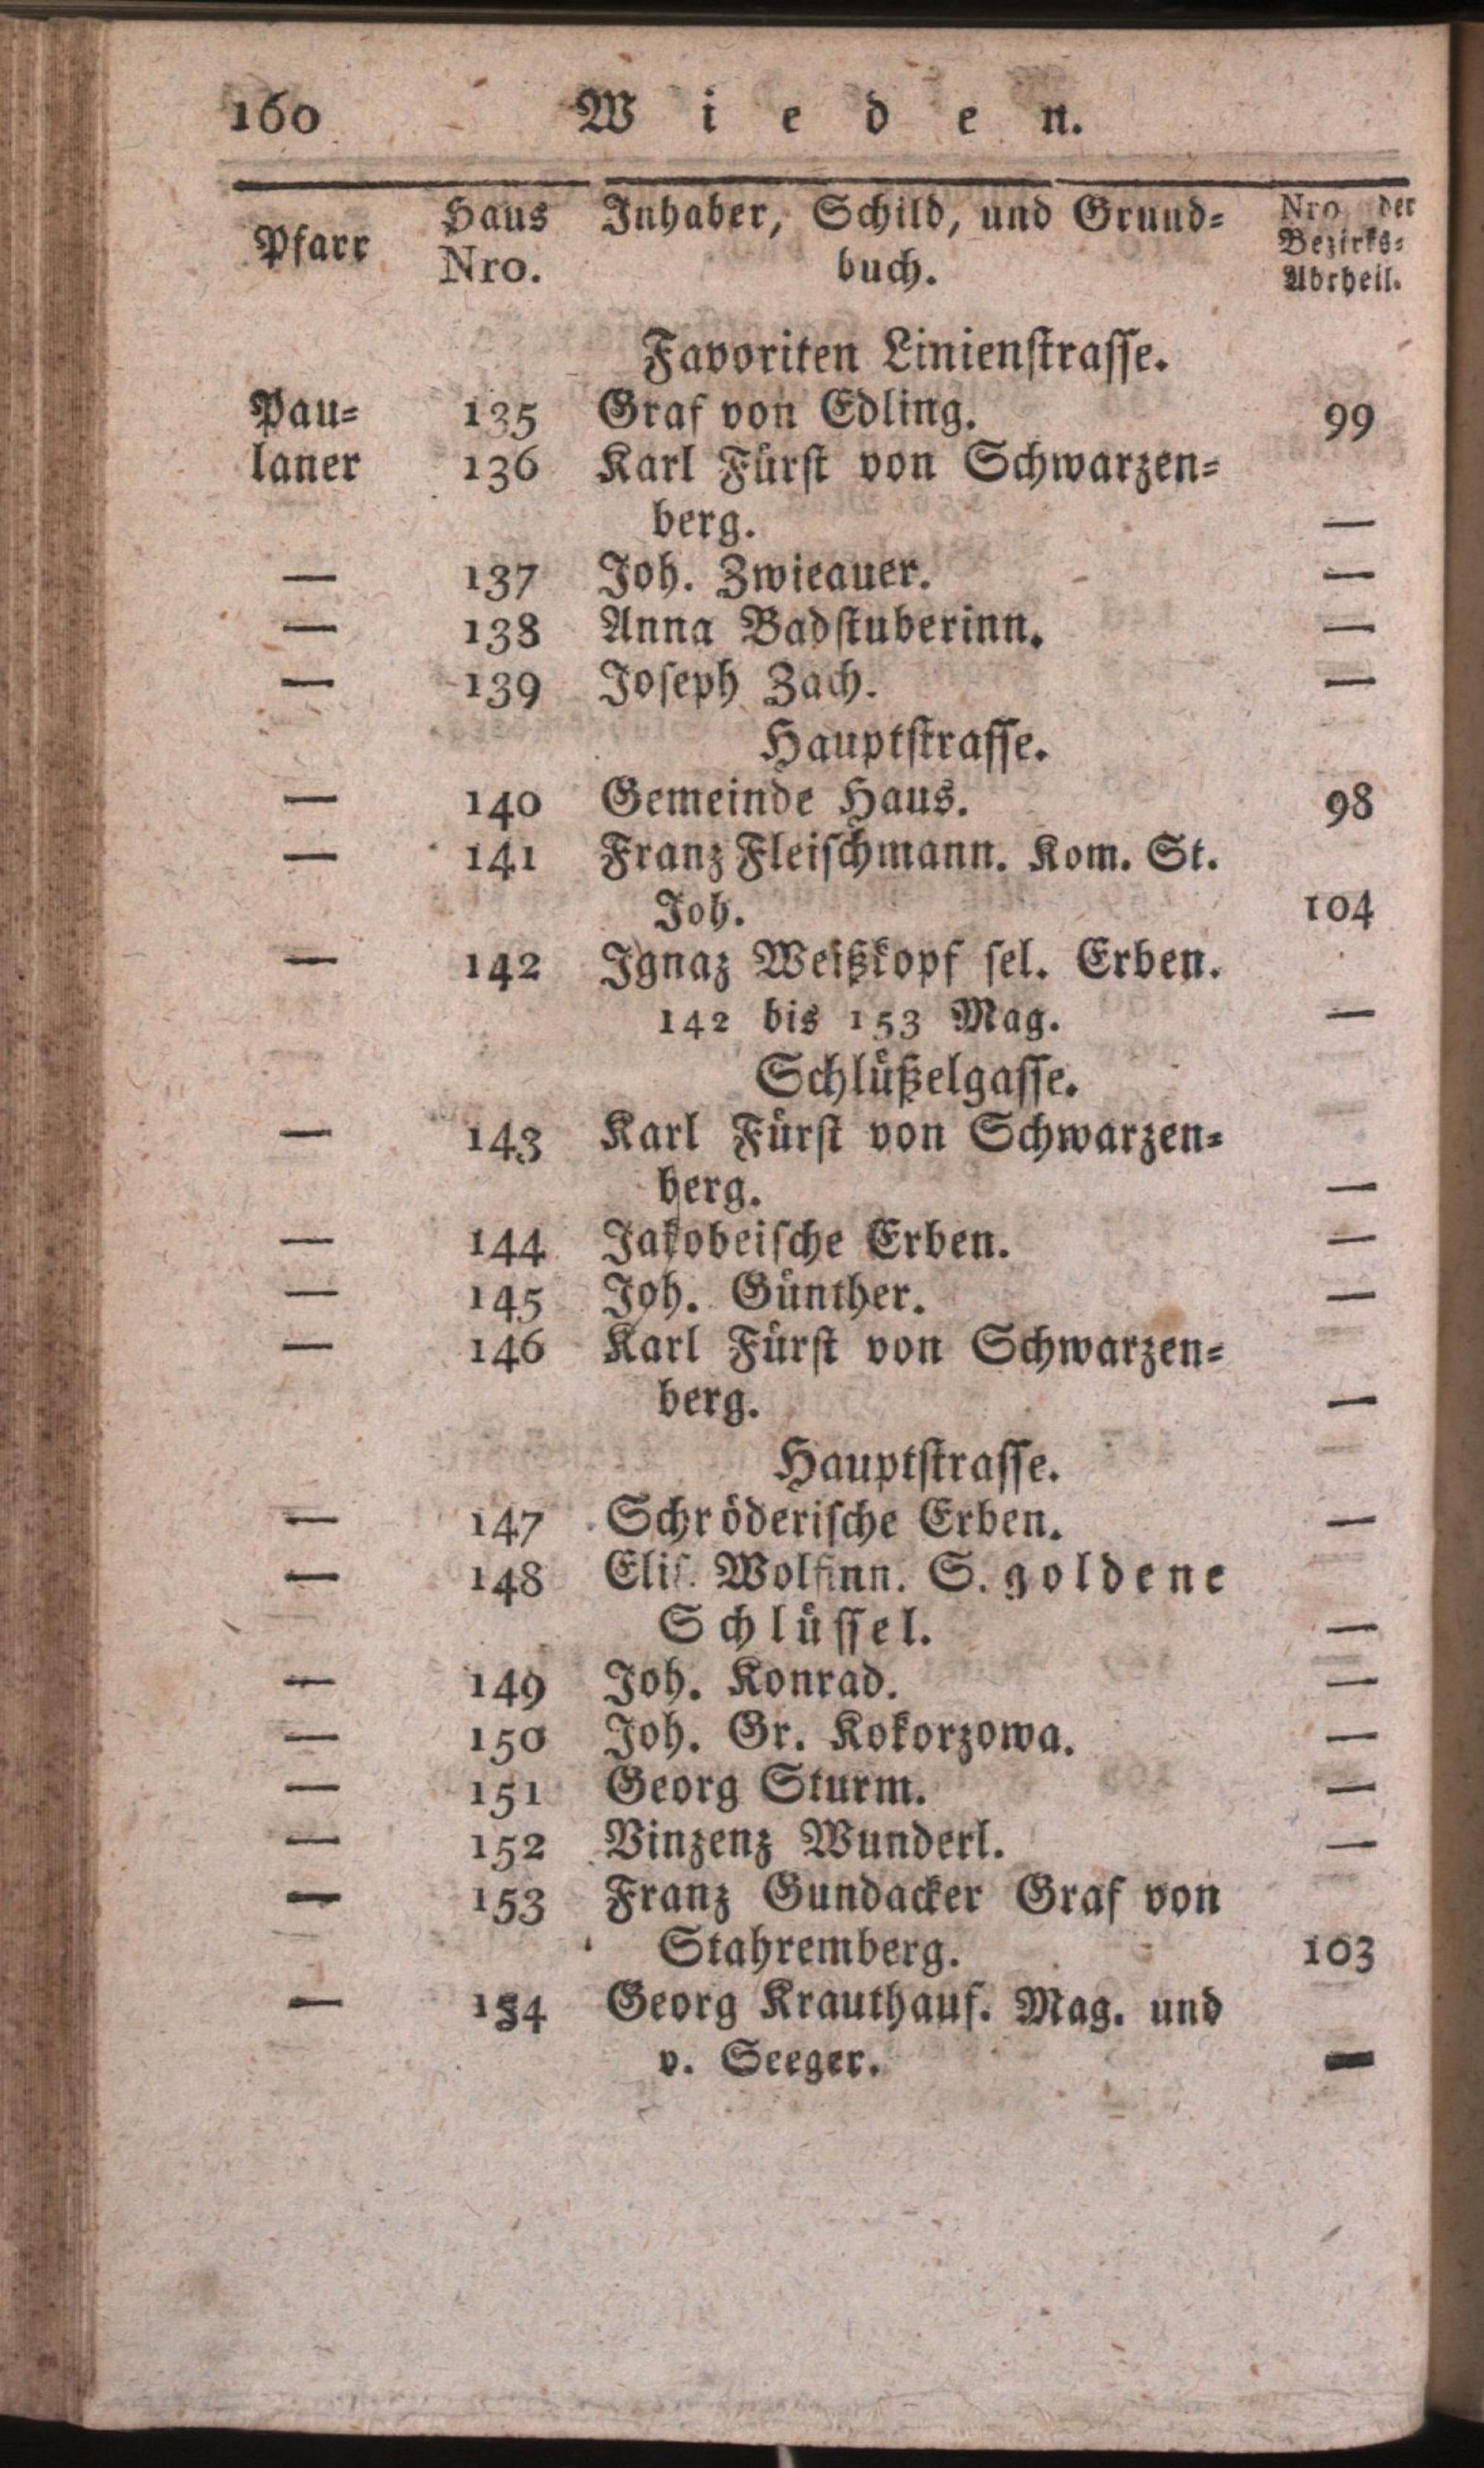 160 Wieden.
Pfarr Haus Nro. Inhaber, Schild, und Grund=buch. Nro der Bezirks=Abtheil.
Favoriten Linienstrasse.
Pau= 135 Graf von Edling. 99
laner 136 Karl Fürst von Schwarzen=
berg. —
— 137 Joh. Zwieauer. —
— 138 Anna Badstuberinn. —
— 139 Joseph Zach. —
Hauptstrasse.
— 140 Gemeinde Haus. 98
— 141 Franz Fleischmann. Kom. St.
Joh. 104
— 142 Ignaz Weißkopf sel. Erben.
142 bis 153 Mag. —
Schlüßelgasse.
— 143 Karl Fürst von Schwarzen=
berg. —
— 144 Jakobeische Erben. —
— 145 Joh. Günther. —
— 146 Karl Fürst von Schwarzen=
berg. —
Hauptstrasse.
— 147 Schröderische Erben. —
— 148 Elis. Wolfinn. S. goldene
Schlüssel. —
— 149 Joh. Konrad. —
— 150 Joh. Gr. Kokorzowa. —
— 151 Georg Sturm. —
— 152 Vinzenz Wunderl. —
— 153 Franz Gundacker Graf von
Stahremberg. 103
— 154 Georg Krauthauf. Mag. und
v. Seeger. —